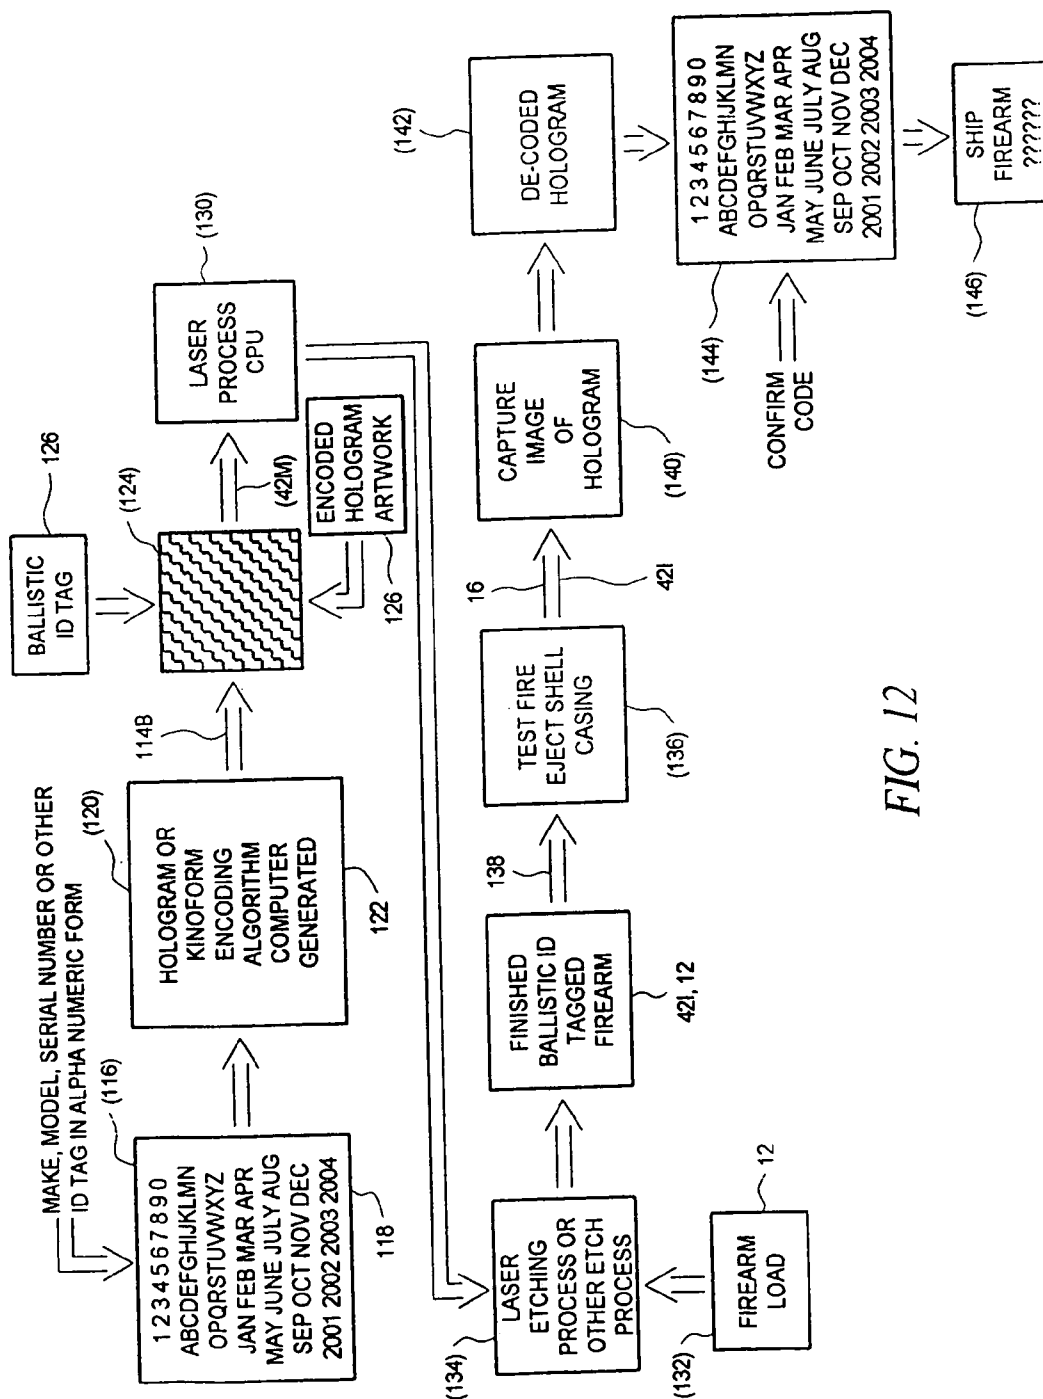 MAKE, MODEL, SERIAL NUMBER OR OTHER
ID TAG IN ALPHA NUMERIC FORM
(116)
1 2 3 4 5 6 7 8 9 0
ABCDEFGHIJKLMN
OPQRSTUVWXYZ
JAN FEB MAR APR
MAY JUNE JULY AUG
SEP OCT NOV DEC
2001 2002 2003 2004
118
(120)
HOLOGRAM OR
KINOFORM
ENCODING
ALGORITHM
COMPUTER
GENERATED
122
114B
126
BALLISTIC
ID TAG
(124)
(42M)
ENCODED
HOLOGRAM
ARTWORK
126
(130)
LASER
PROCESS
CPU
(134)
LASER
ETCHING
PROCESS OR
OTHER ETCH
PROCESS
(132)
FIREARM
LOAD
12
FINISHED
BALLISTIC ID
TAGGED
FIREARM
42I, 12
138
TEST FIRE
EJECT SHELL
CASING
(136)
16
42I
CAPTURE
IMAGE
OF
HOLOGRAM
(140)
(142)
DE-CODED
HOLOGRAM
(144)
1 2 3 4 5 6 7 8 9 0
ABCDEFGHIJKLMN
OPQRSTUVWXYZ
JAN FEB MAR APR
MAY JUNE JULY AUG
SEP OCT NOV DEC
2001 2002 2003 2004
CONFIRM
CODE
(146)
SHIP
FIREARM
??????
FIG. 12